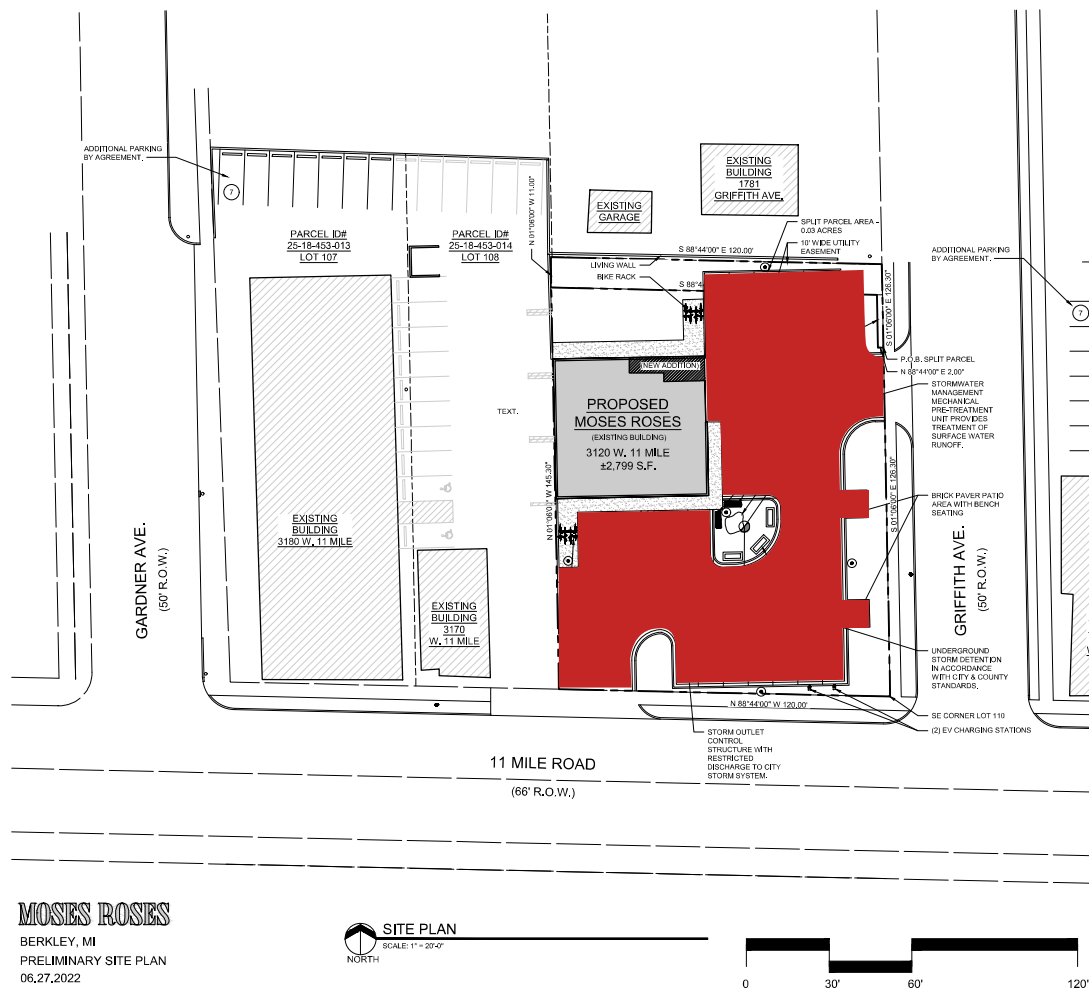 ADDITIONAL PARKING
BY AGREEMENT.
7
PARCEL ID#
25-18-453-013
LOT 107
PARCEL ID#
25-18-453-014
LOT 108
N 01°06'00" W 11.00'
EXISTING
BUILDING
1781
GRIFFITH AVE.
EXISTING
GARAGE
SPLIT PARCEL AREA -
0.03 ACRES
10' WIDE UTILITY
EASEMENT
S 88°44'00" E 120.00'
LIVING WALL
BIKE RACK
S 88°4
S 01°06'00" E 126.30'
ADDITIONAL PARKING
BY AGREEMENT.
7
P.O.B. SPLIT PARCEL
N 88°44'00" E 2.00'
STORMWATER
MANAGEMENT
MECHANICAL
PRE-TREATMENT
UNIT PROVIDES
TREATMENT OF
SURFACE WATER
RUNOFF.
(NEW ADDITION)
PROPOSED
MOSES ROSES
(EXISTING BUILDING)
3120 W. 11 MILE
±2,799 S.F.
TEXT.
N 01°06'0 " W 145.30'
S 01°06'00" E 126.30'
BRICK PAVER PATIO
AREA WITH BENCH
SEATING
EXISTING
BUILDING
3180 W. 11 MILE
EXISTING
BUILDING
3170
W. 11 MILE
GARDNER AVE.
(50' R.O.W.)
GRIFFITH AVE.
(50' R.O.W.)
UNDERGROUND
STORM DETENTION
IN ACCORDANCE
WITH CITY & COUNTY
STANDARDS.
N 88°44'00" W 120.00'
SE CORNER LOT 110
(2) EV CHARGING STATIONS
STORM OUTLET
CONTROL
STRUCTURE WITH
RESTRICTED
DISCHARGE TO CITY
STORM SYSTEM.
11 MILE ROAD
(66' R.O.W.)
MOSES ROSES
BERKLEY, MI
PRELIMINARY SITE PLAN
06.27.2022
SITE PLAN
SCALE: 1" = 20'-0"
NORTH
0 30' 60' 120'